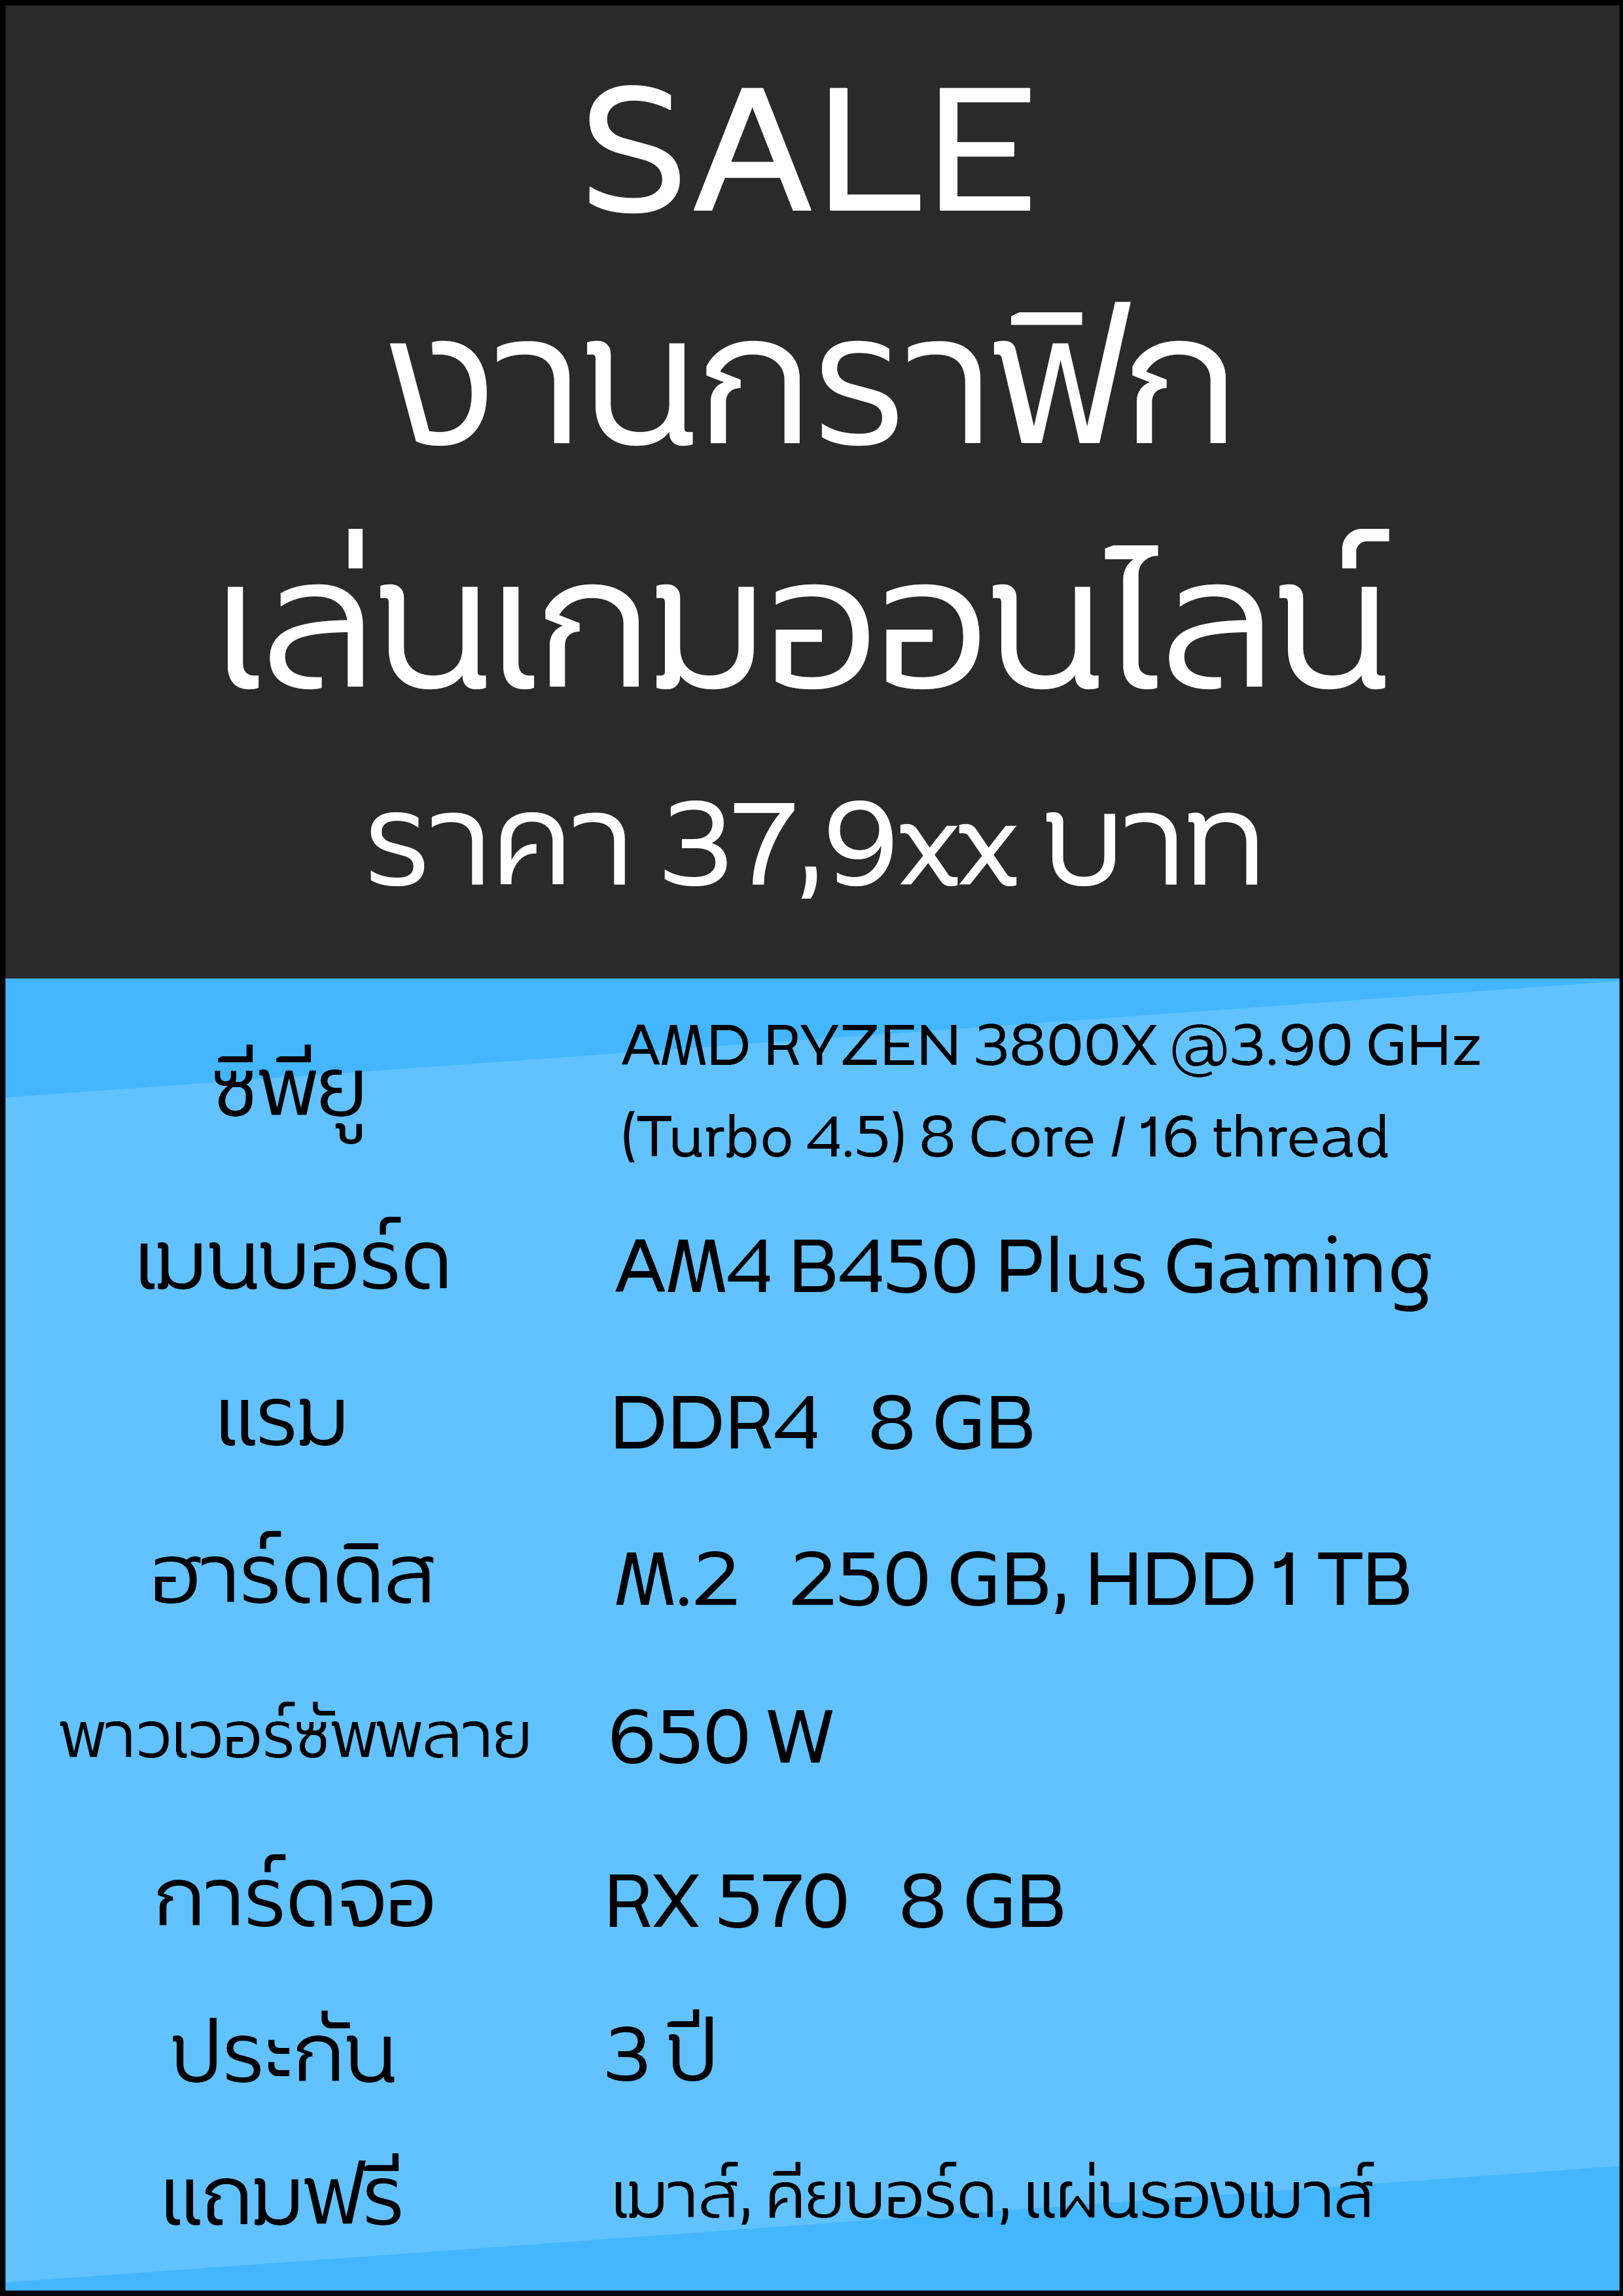 SALE
งานกราฟิก
เล่นเกมออนไลน์
ราคา 37,9xx บาท
ซีพียู AMD RYZEN 3800X @3.90 GHz
(Turbo 4.5) 8 Core / 16 thread
เมนบอร์ด AM4 B450 Plus Gaming
แรม DDR4 8 GB
ฮาร์ดดิส M.2 250 GB, HDD 1 TB
พาวเวอร์ซัพพลาย 650 W
การ์ดจอ RX 570 8 GB
ประกัน 3 ปี
แถมฟรี เมาส์, คียบอร์ด, แผ่นรองเมาส์